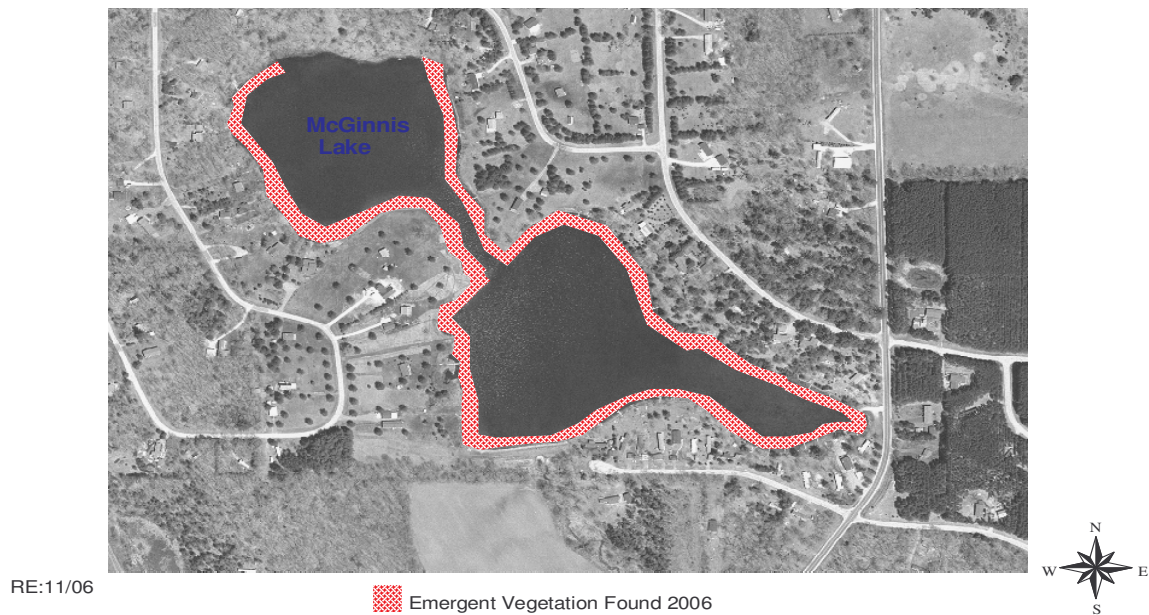 McGinnis
Lake
N
W E
S
RE:11/06
Emergent Vegetation Found 2006